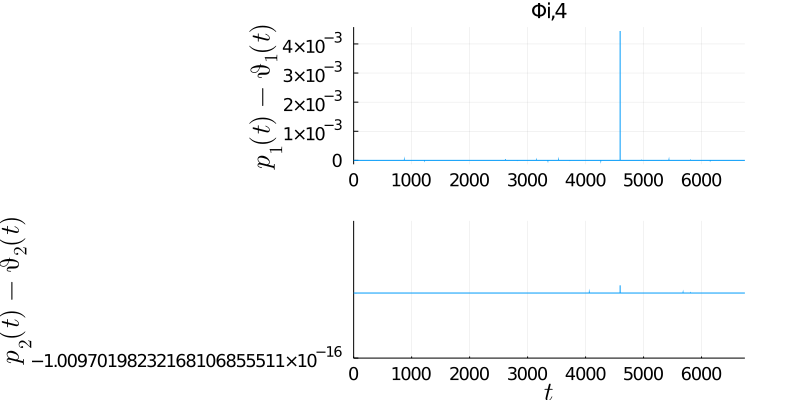 Φi,4
p₁(t) − ϑ₁(t)
4×10⁻³
3×10⁻³
2×10⁻³
1×10⁻³
0
0 1000 2000 3000 4000 5000 6000
p₂(t) − ϑ₂(t)
−1.00970198232168106855511×10⁻¹⁶
0 1000 2000 3000 4000 5000 6000
t